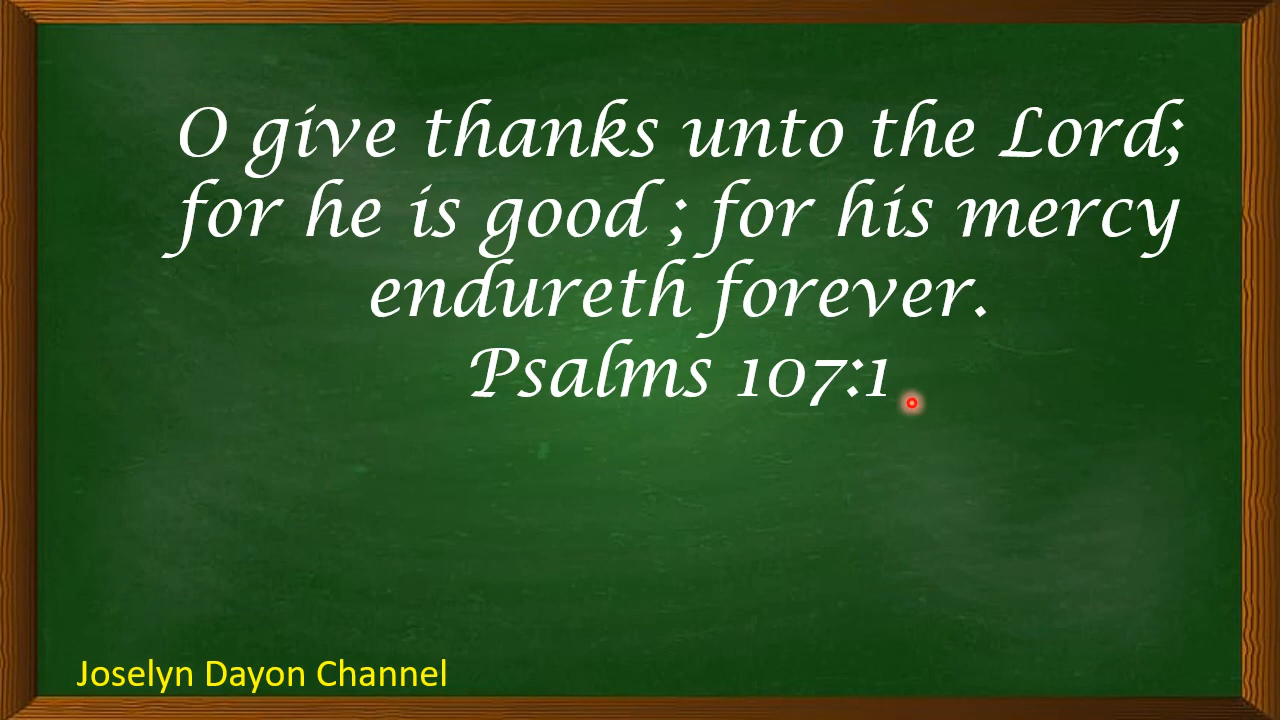 O give thanks unto the Lord;
for he is good ; for his mercy
endureth forever.
Psalms 107:1
Joselyn Dayon Channel